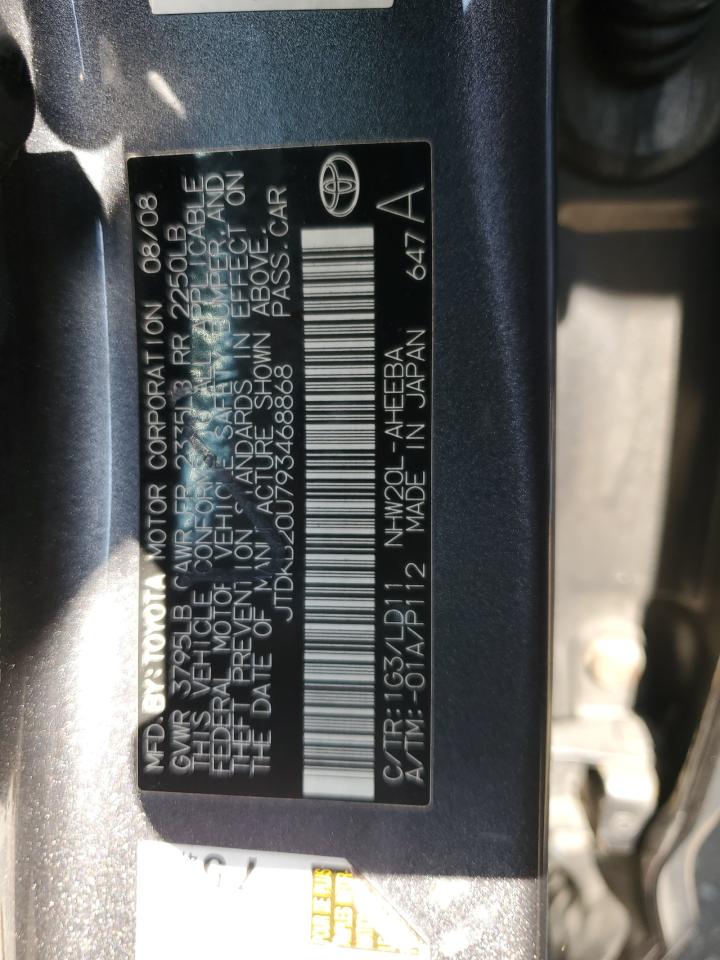 MFD. BY: TOYOTA MOTOR CORPORATION 08/08
GVWR 3795LB GAWR FR 2335LB RR 2250LB
THIS VEHICLE CONFORMS TO ALL APPLICABLE
FEDERAL MOTOR VEHICLE SAFETY, BUMPER, AND
THEFT PREVENTION STANDARDS IN EFFECT ON
THE DATE OF MANUFACTURE SHOWN ABOVE.
JTDKB20U793468868 PASS. CAR
C/TR: 1G3/LD11 NHW20L-AHEEBA 647 A
A/TM: -01A/P112 MADE IN JAPAN